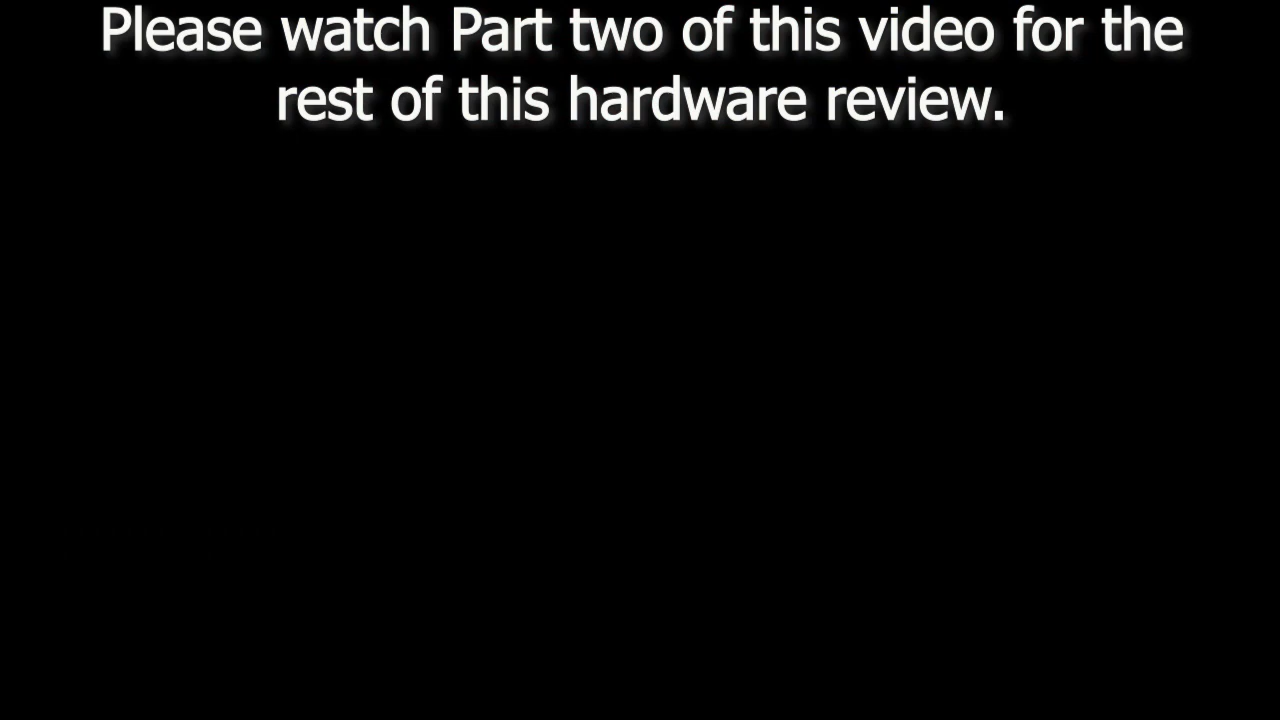 Please watch Part two of this video for the
rest of this hardware review.